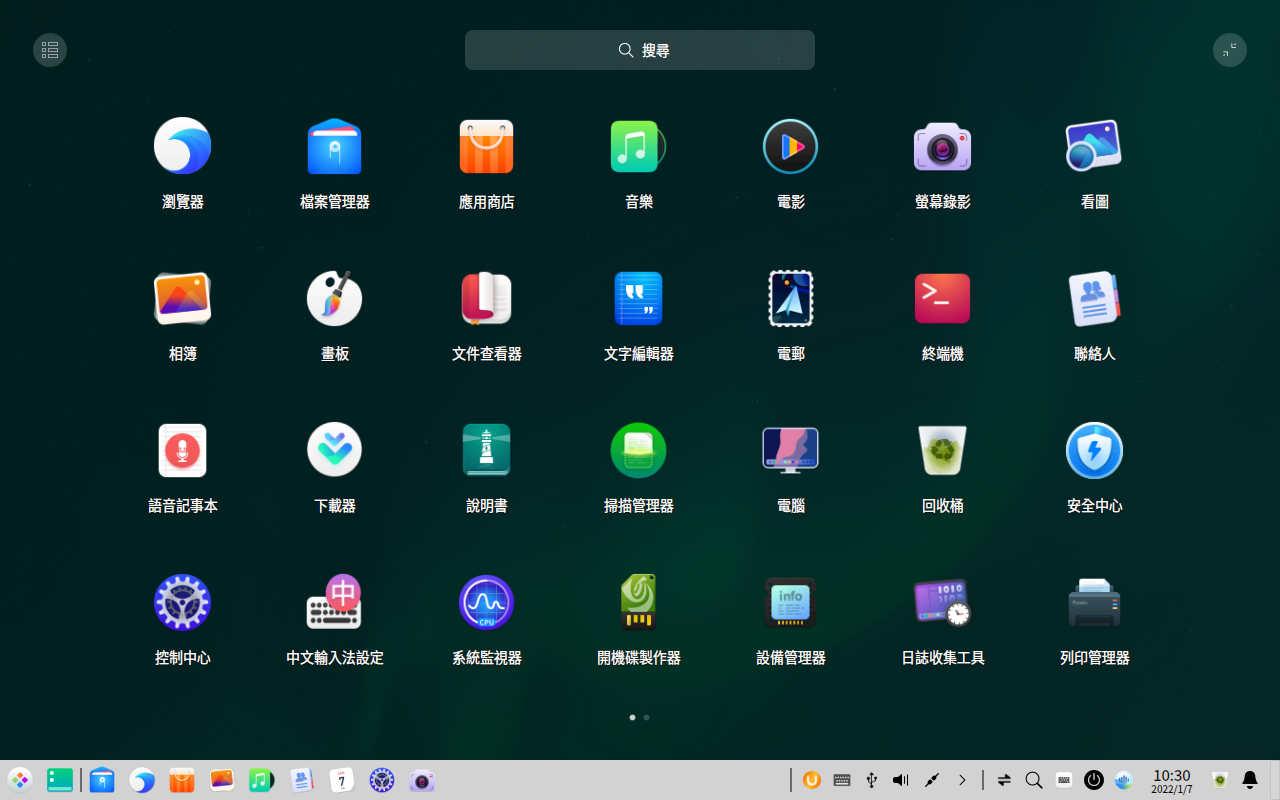 搜尋
瀏覽器
檔案管理器
應用商店
音樂
電影
螢幕錄影
看圖
相簿
畫板
文件查看器
文字編輯器
電郵
終端機
聯絡人
語音記事本
下載器
說明書
掃描管理器
電腦
回收桶
安全中心
中
CPU
info
1010
控制中心
中文輸入法設定
系統監視器
開機碟製作器
設備管理器
日誌收集工具
列印管理器
7
10:30
2022/1/7